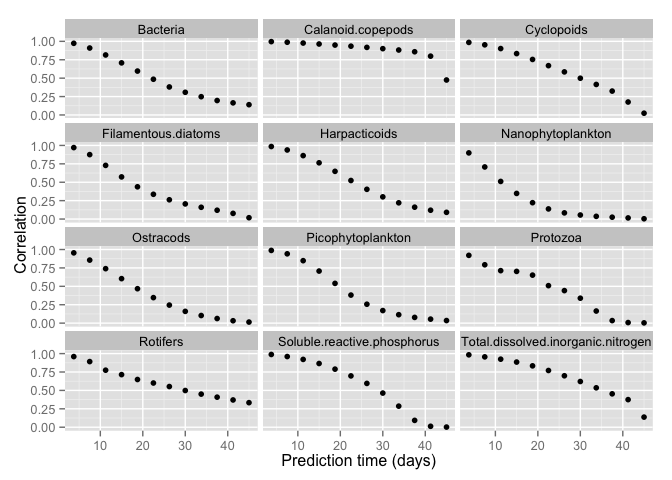 Bacteria Calanoid.copepods Cyclopoids
1.00
0.75
0.50
0.25
0.00
Filamentous.diatoms Harpacticoids Nanophytoplankton
1.00
0.75
0.50
0.25
0.00
Correlation
Ostracods Picophytoplankton Protozoa
1.00
0.75
0.50
0.25
0.00
Rotifers Soluble.reactive.phosphorus Total.dissolved.inorganic.nitrogen
1.00
0.75
0.50
0.25
0.00
10 20 30 40 10 20 30 40 10 20 30 40
Prediction time (days)